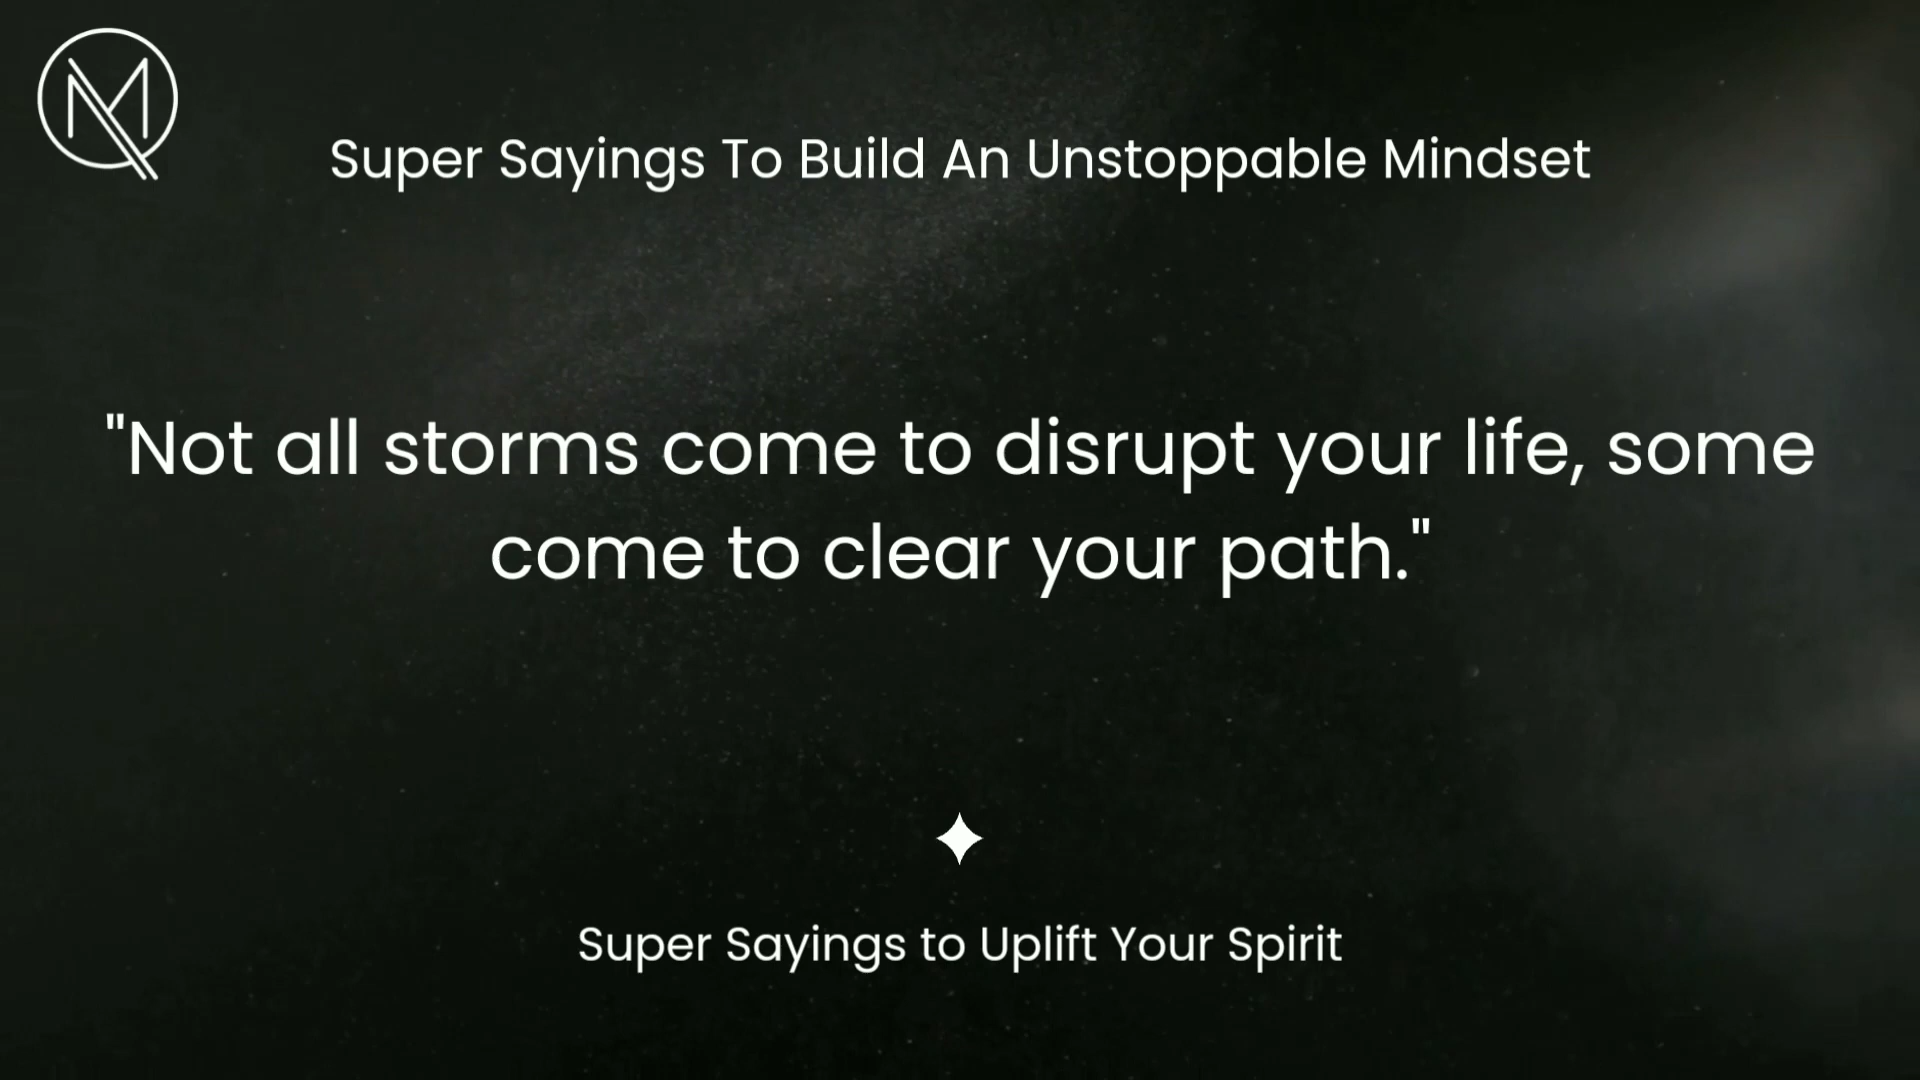 Super Sayings To Build An Unstoppable Mindset
"Not all storms come to disrupt your life, some
come to clear your path."
Super Sayings to Uplift Your Spirit